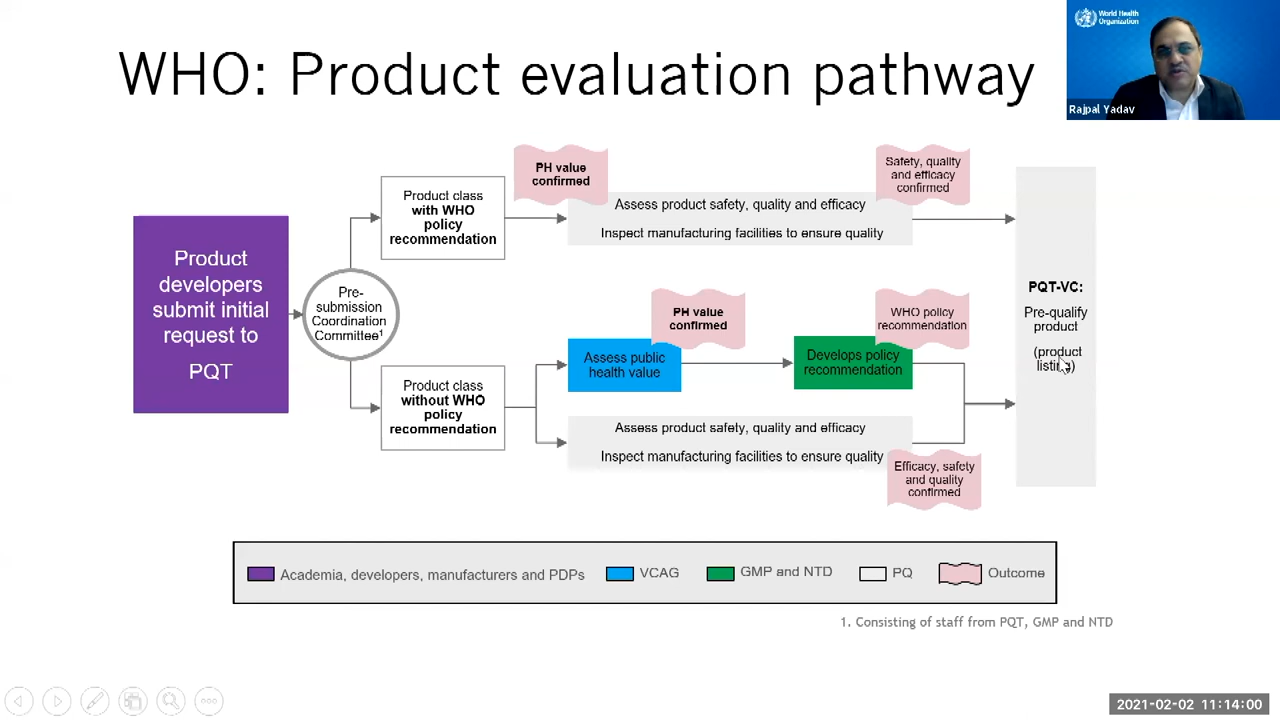 World Health
Organization
Rajpal Yadav
WHO: Product evaluation pathway
Product
developers
submit initial
request to
PQT
Pre-
submission
Coordination
Committee¹
Product class
with WHO
policy
recommendation
PH value
confirmed
Assess product safety, quality and efficacy
Inspect manufacturing facilities to ensure quality
Safety, quality
and efficacy
confirmed
Product class
without WHO
policy
recommendation
Assess public
health value
PH value
confirmed
Develops policy
recommendation
WHO policy
recommendation
Assess product safety, quality and efficacy
Inspect manufacturing facilities to ensure quality
Efficacy, safety
and quality
confirmed
PQT-VC:
Pre-qualify
product
(product
listing)
Academia, developers, manufacturers and PDPs
VCAG
GMP and NTD
PQ
Outcome
1. Consisting of staff from PQT, GMP and NTD
2021-02-02 11:14:00